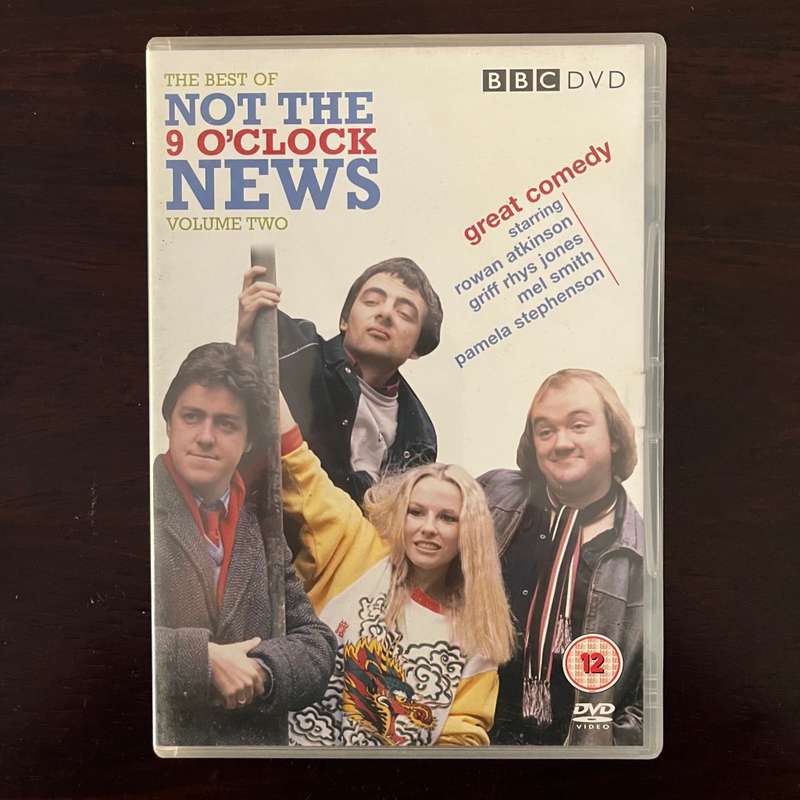 THE BEST OF
NOT THE
9 O'CLOCK
NEWS
VOLUME TWO
BBC DVD
great comedy
starring
rowan atkinson
griff rhys jones
mel smith
pamela stephenson
12
DVD
VIDEO